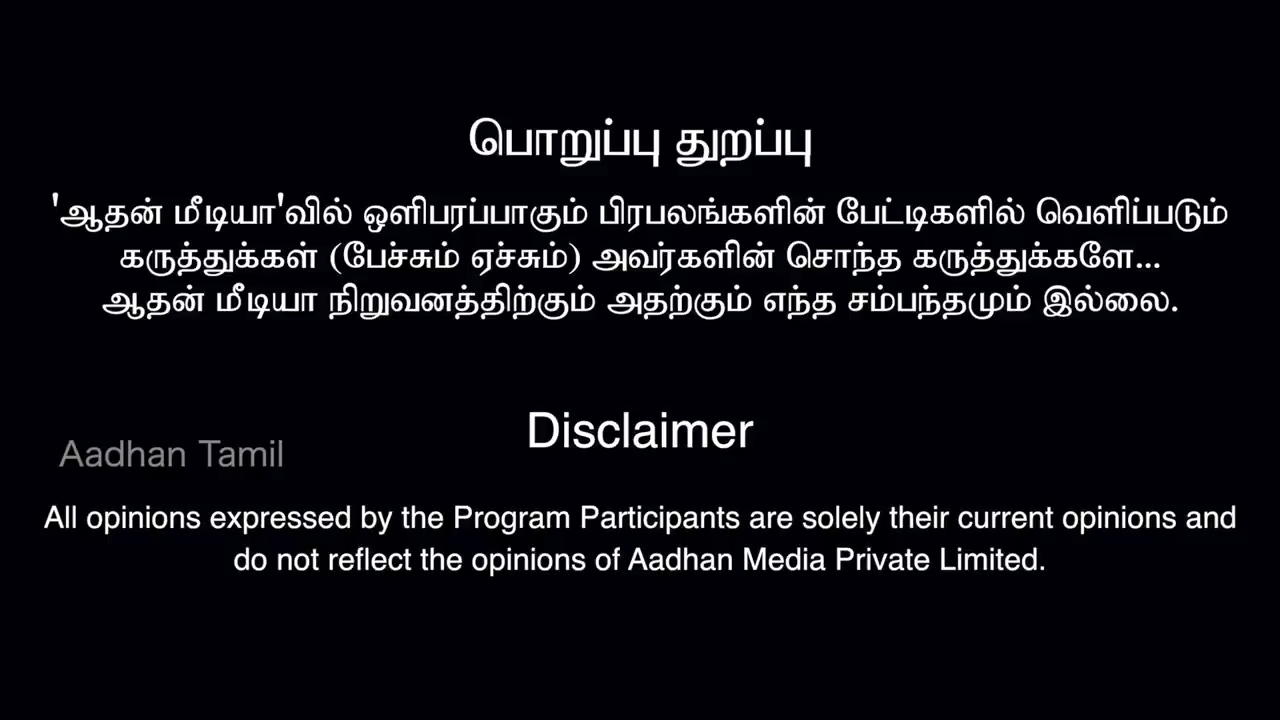 பொறுப்பு துறப்பு
'ஆதன் மீடியா'வில் ஒளிபரப்பாகும் பிரபலங்களின் பேட்டிகளில் வெளிப்படும்
கருத்துக்கள் (பேச்சும் ஏச்சும்) அவர்களின் சொந்த கருத்துக்களே...
ஆதன் மீடியா நிறுவனத்திற்கும் அதற்கும் எந்த சம்பந்தமும் இல்லை.
Disclaimer
Aadhan Tamil
All opinions expressed by the Program Participants are solely their current opinions and
do not reflect the opinions of Aadhan Media Private Limited.